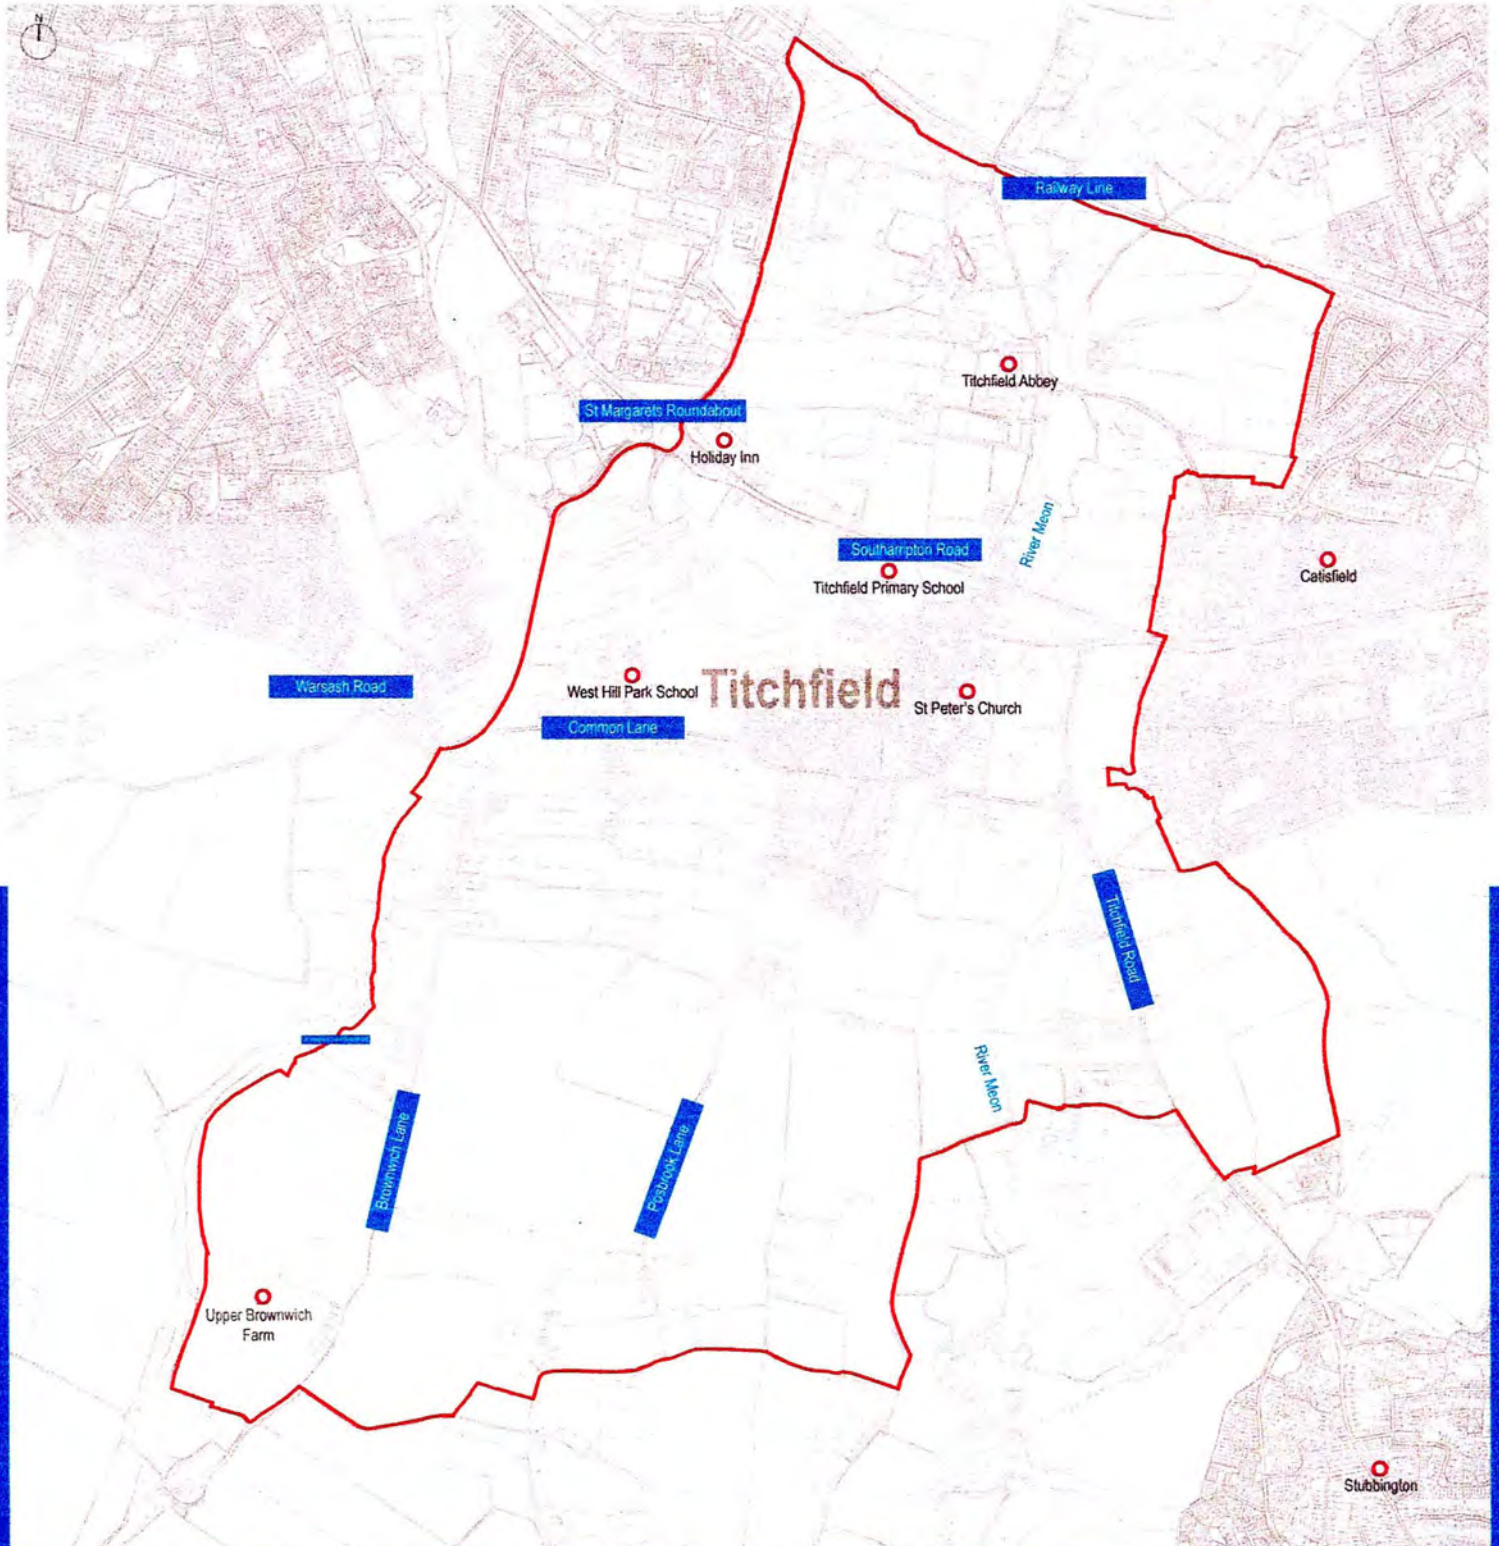 N
Railway Line
Titchfield Abbey
St Margarets Roundabout
Holiday Inn
River Meon
Southampton Road
Titchfield Primary School
Catisfield
Warsash Road
West Hill Park School
Titchfield
St Peter's Church
Common Lane
Titchfield Road
River Meon
Brownwich Lane
Posbrook Lane
Upper Brownwich
Farm
Stubbington